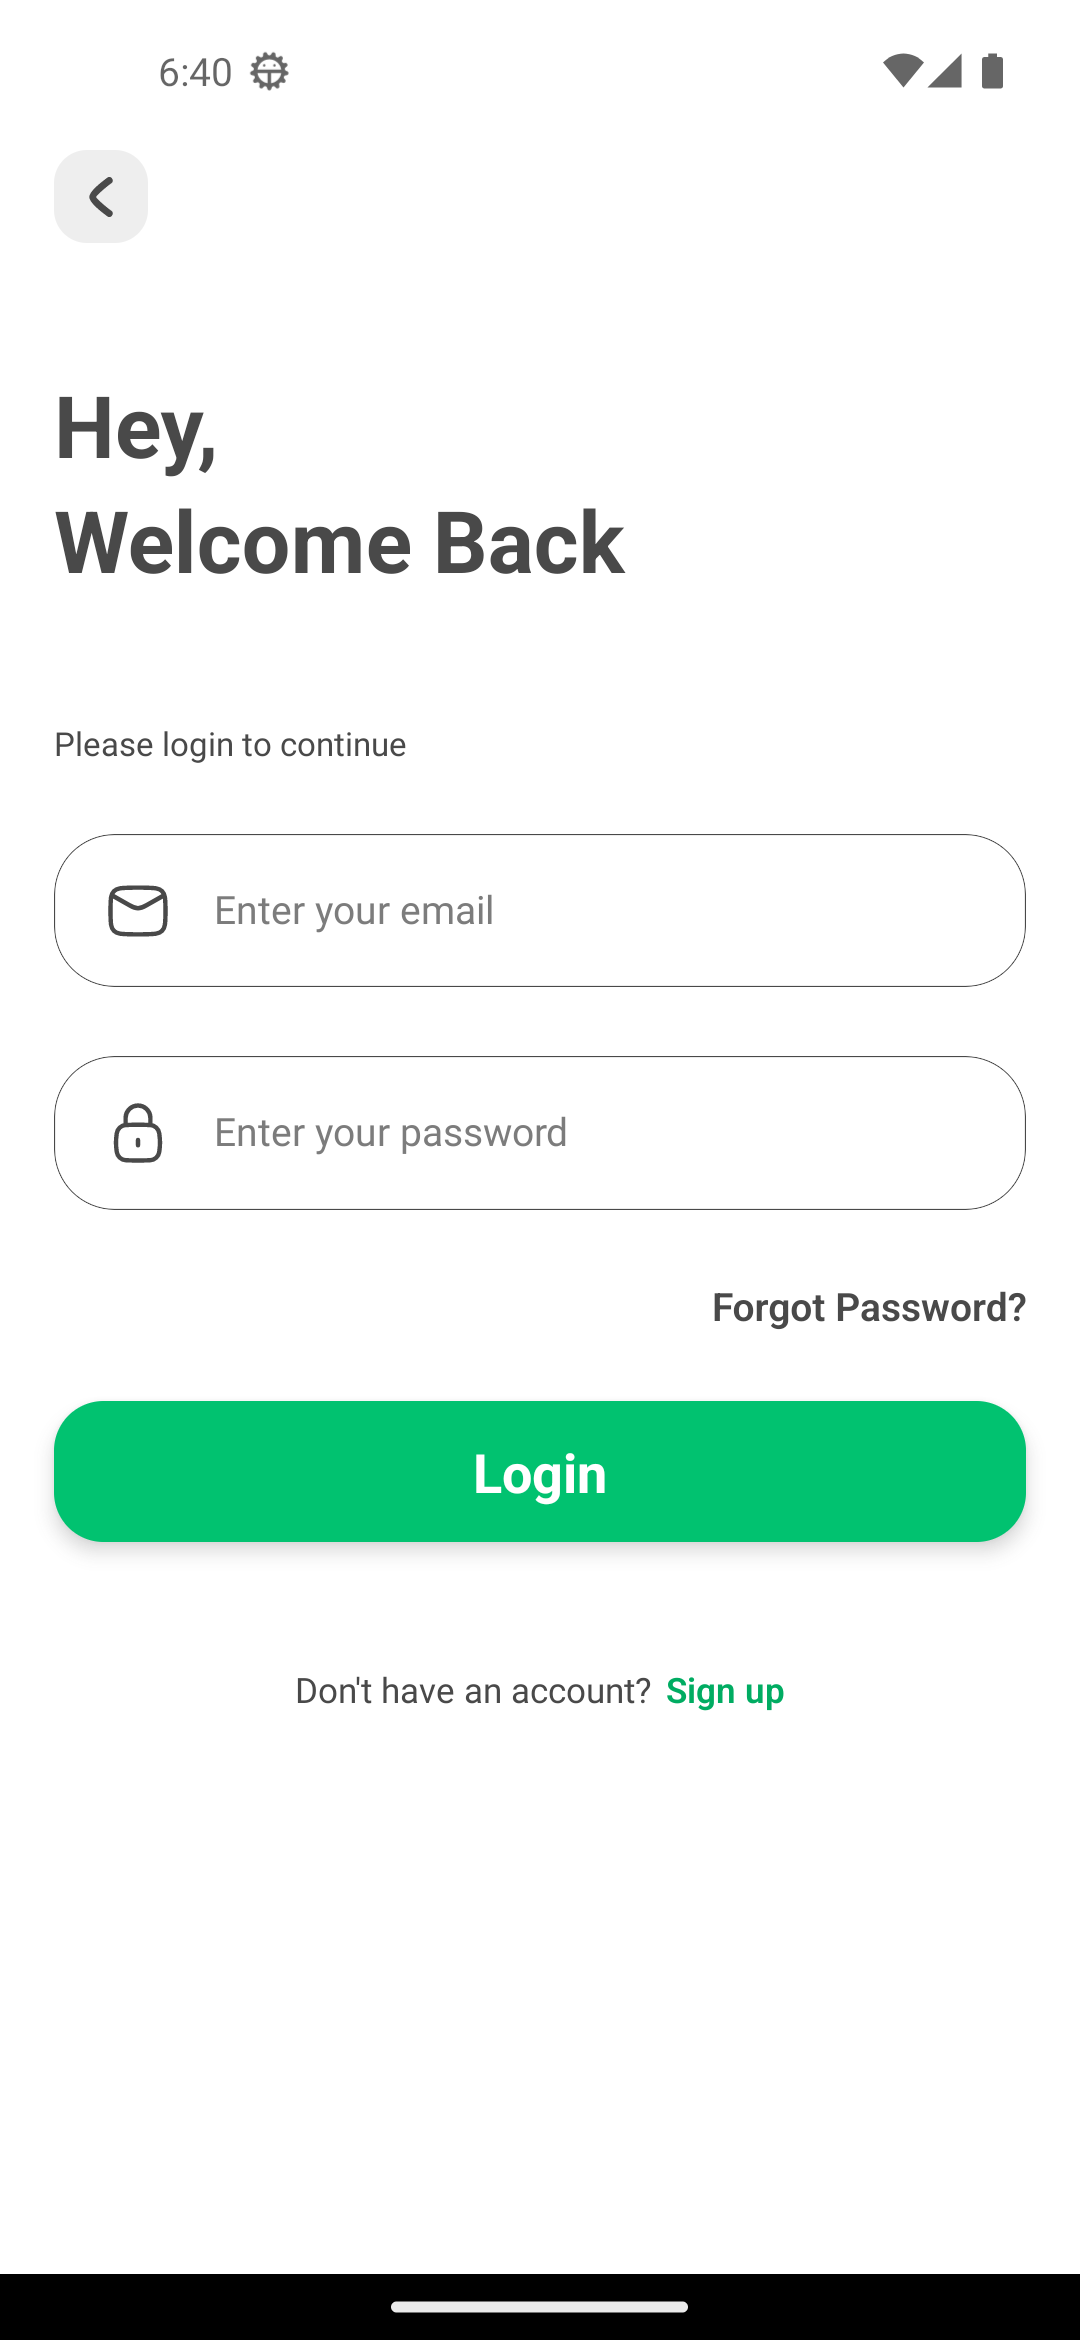 6:40
Hey,
Welcome Back
Please login to continue
Enter your email
Enter your password
Forgot Password?
Login
Don't have an account? Sign up